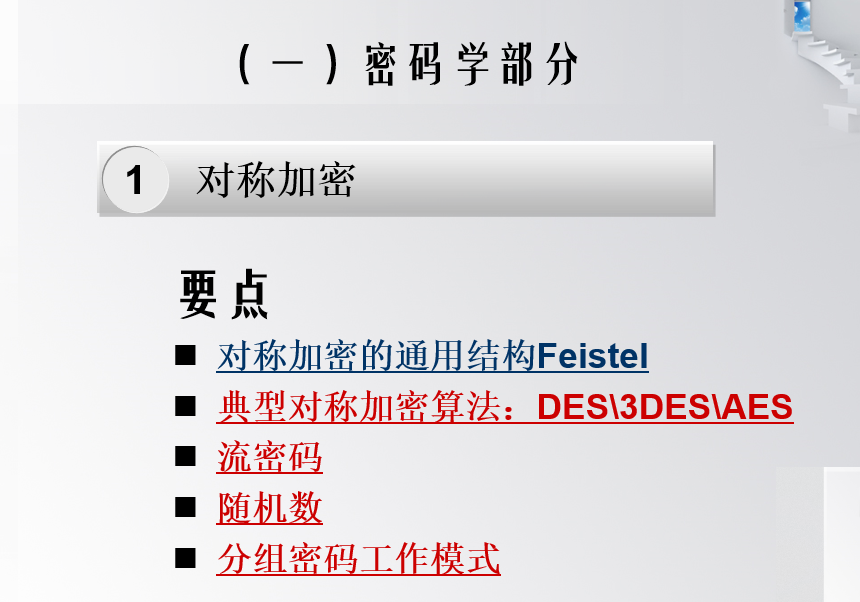 （一）密码学部分
1 对称加密
要点
■ 对称加密的通用结构Feistel
■ 典型对称加密算法：DES\3DES\AES
■ 流密码
■ 随机数
■ 分组密码工作模式